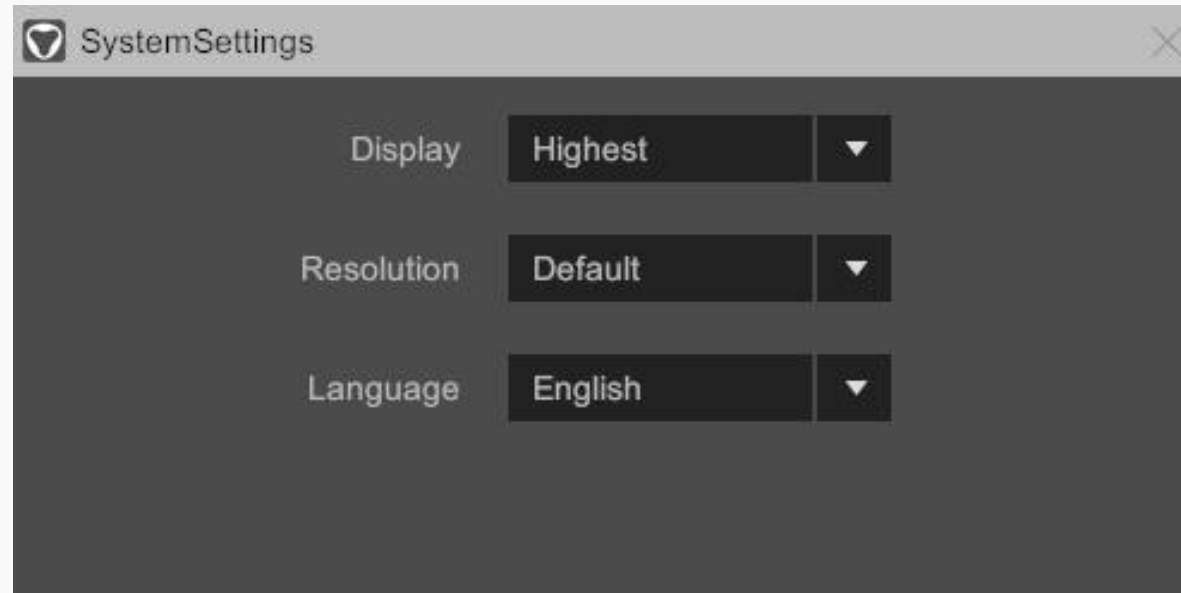 SystemSettings
Display Highest
Resolution Default
Language English